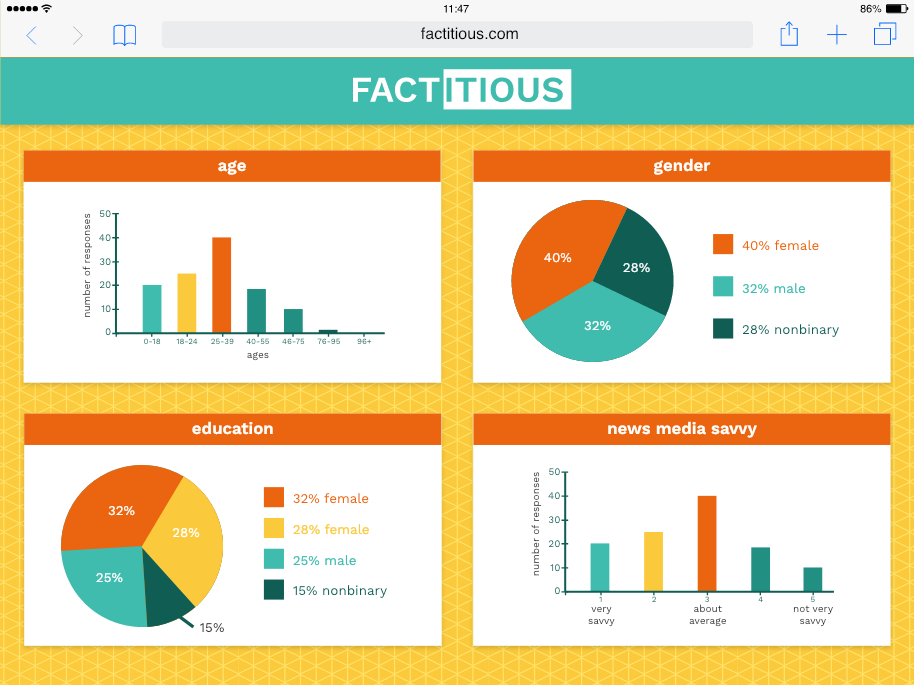 11:47
86%
factitious.com
FACTITIOUS
age
number of responses
50
40
30
20
10
0
0-18 18-24 25-39 40-55 46-75 76-95 96+
ages
gender
40%
28%
32%
40% female
32% male
28% nonbinary
education
32%
28%
25%
15%
32% female
28% female
25% male
15% nonbinary
news media savvy
number of responses
50
40
30
20
10
0
1 2 3 4 5
very about not very
savvy average savvy